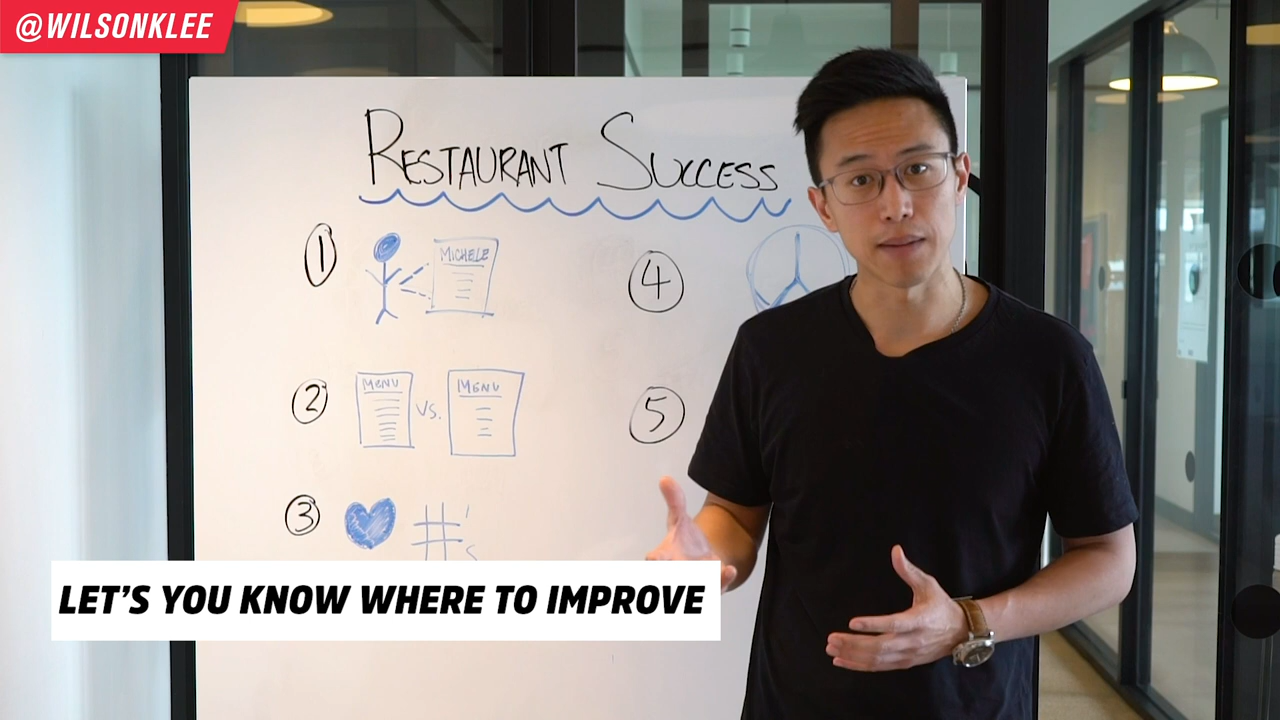 @WILSONKLEE
RESTAURANT SUCCESS
1
MICHELE
4
2
MENU
VS.
MENU
5
3
#'s
LET'S YOU KNOW WHERE TO IMPROVE